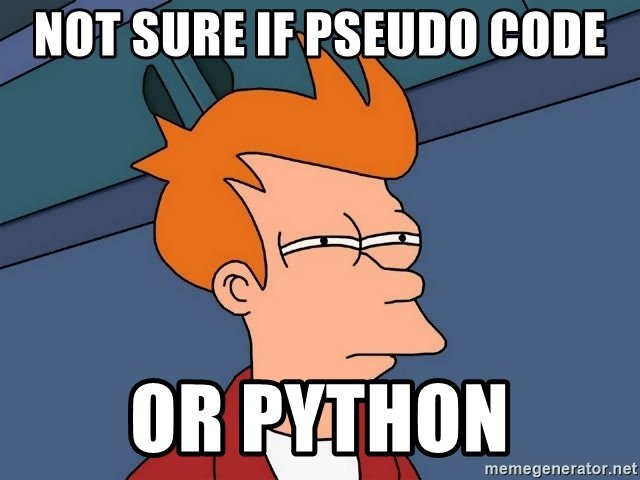 NOT SURE IF PSEUDO CODE
OR PYTHON
memegenerator.net